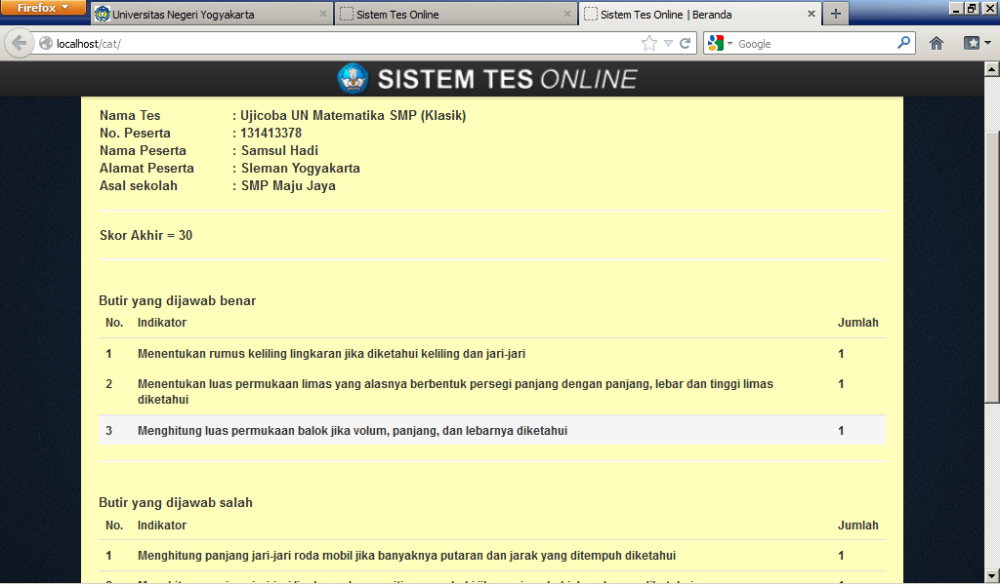 Firefox
Universitas Negeri Yogyakarta
Sistem Tes Online
Sistem Tes Online | Beranda
localhost/cat/
Google
SISTEM TES ONLINE
Nama Tes : Ujicoba UN Matematika SMP (Klasik)
No. Peserta : 131413378
Nama Peserta : Samsul Hadi
Alamat Peserta : Sleman Yogyakarta
Asal sekolah : SMP Maju Jaya
Skor Akhir = 30
Butir yang dijawab benar
No. Indikator Jumlah
1 Menentukan rumus keliling lingkaran jika diketahui keliling dan jari-jari 1
2 Menentukan luas permukaan limas yang alasnya berbentuk persegi panjang dengan panjang, lebar dan tinggi limas 1
diketahui
3 Menghitung luas permukaan balok jika volum, panjang, dan lebarnya diketahui 1
Butir yang dijawab salah
No. Indikator Jumlah
1 Menghitung panjang jari-jari roda mobil jika banyaknya putaran dan jarak yang ditempuh diketahui 1